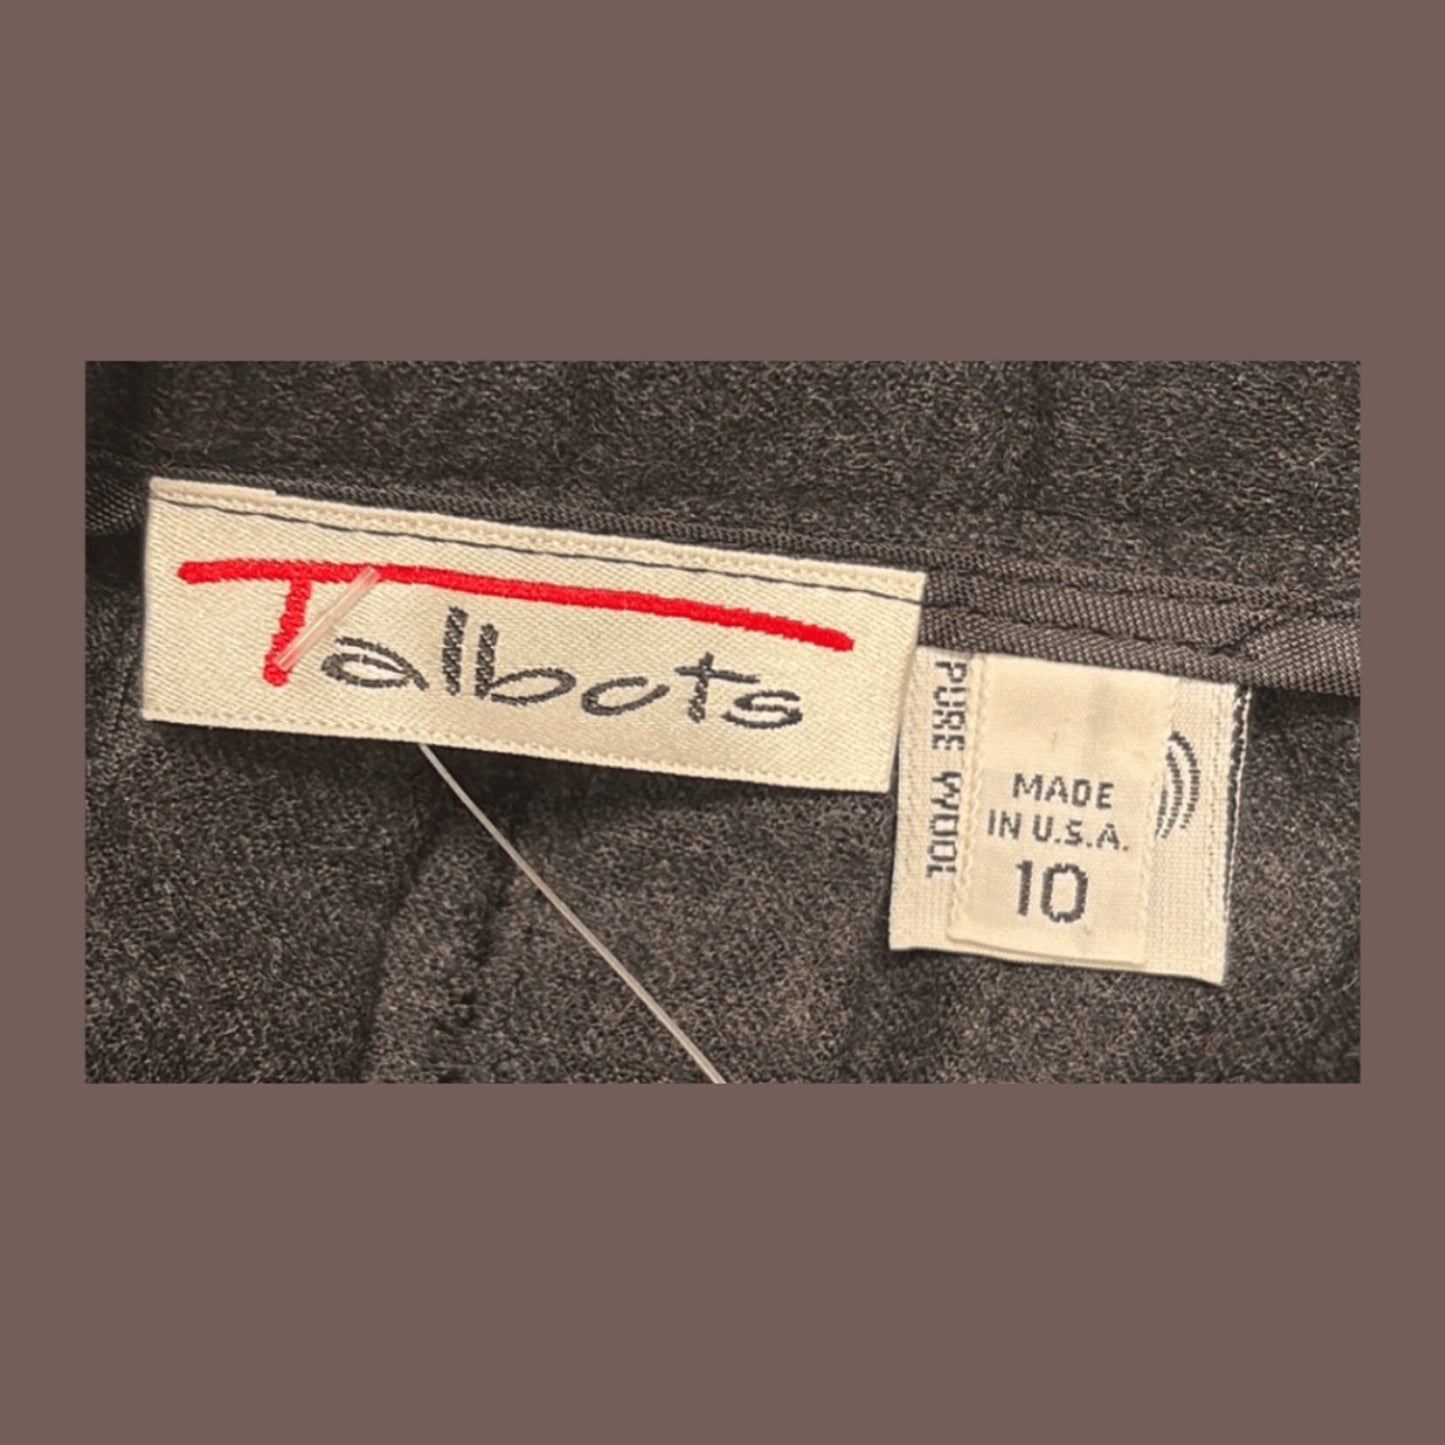 Talbots
PURE WOOL
MADE
IN U.S.A.
10